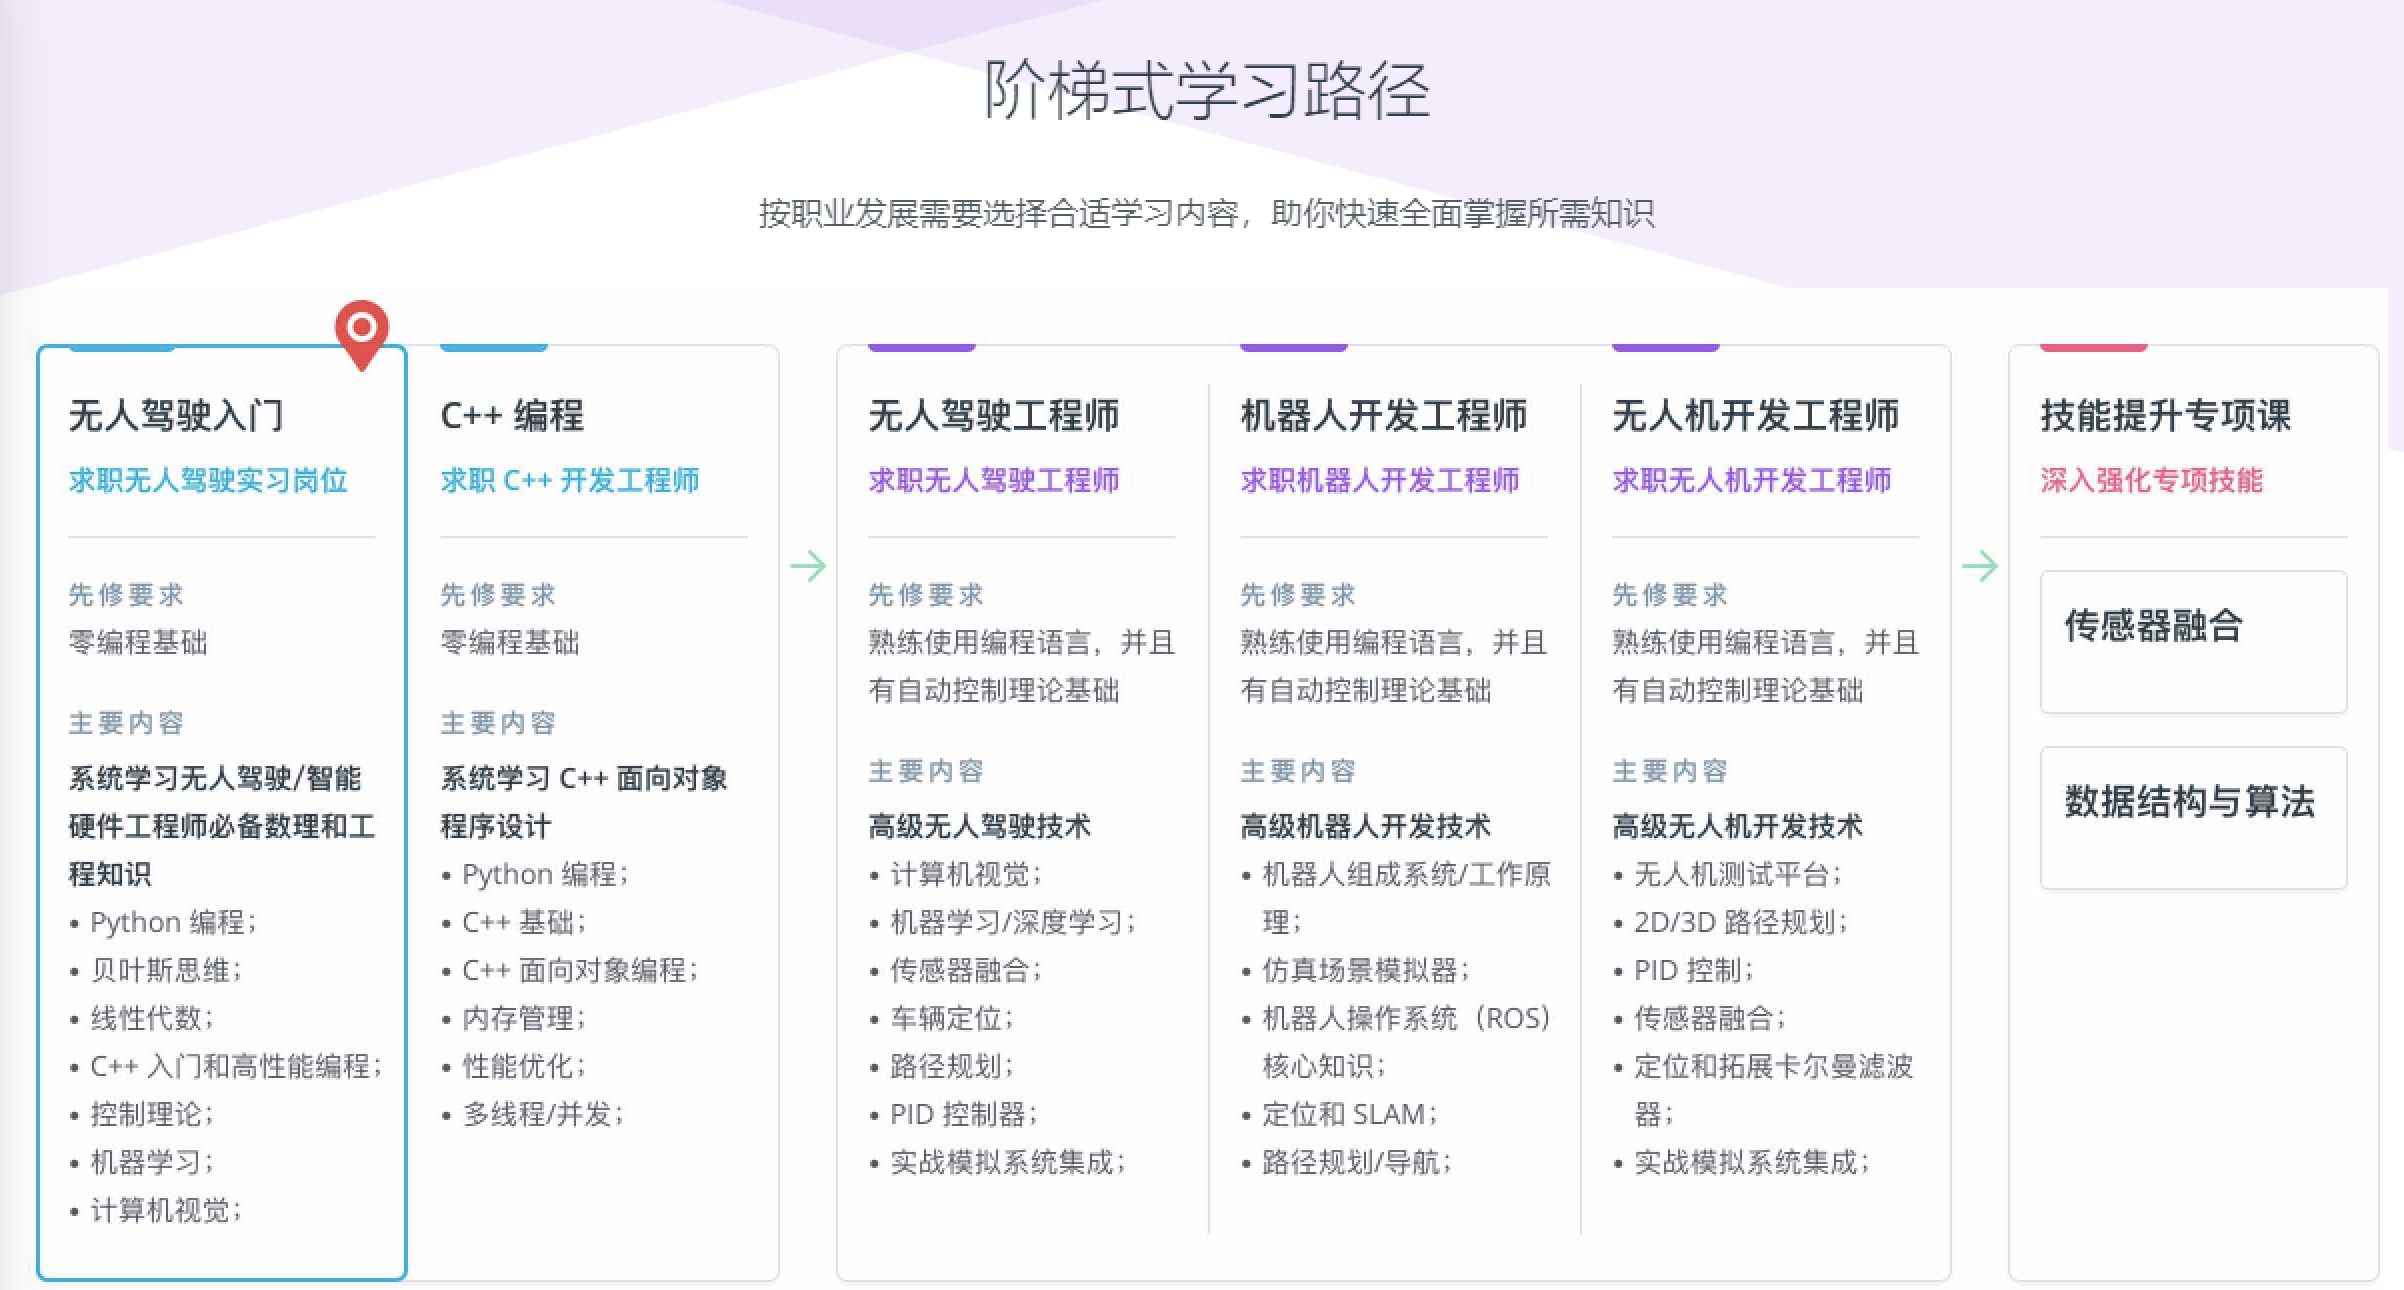 阶梯式学习路径
按职业发展需要选择合适学习内容，助你快速全面掌握所需知识
无人驾驶入门
求职无人驾驶实习岗位
先修要求
零编程基础
主要内容
系统学习无人驾驶/智能
硬件工程师必备数理和工
程知识
• Python 编程；
• 贝叶斯思维；
• 线性代数；
• C++ 入门和高性能编程；
• 控制理论；
• 机器学习；
• 计算机视觉；
C++ 编程
求职 C++ 开发工程师
先修要求
零编程基础
主要内容
系统学习 C++ 面向对象
程序设计
• Python 编程；
• C++ 基础；
• C++ 面向对象编程；
• 内存管理；
• 性能优化；
• 多线程/并发；
无人驾驶工程师
求职无人驾驶工程师
先修要求
熟练使用编程语言，并且
有自动控制理论基础
主要内容
高级无人驾驶技术
• 计算机视觉；
• 机器学习/深度学习；
• 传感器融合；
• 车辆定位；
• 路径规划；
• PID 控制器；
• 实战模拟系统集成；
机器人开发工程师
求职机器人开发工程师
先修要求
熟练使用编程语言，并且
有自动控制理论基础
主要内容
高级机器人开发技术
• 机器人组成系统/工作原
理；
• 仿真场景模拟器；
• 机器人操作系统（ROS）
核心知识；
• 定位和 SLAM；
• 路径规划/导航；
无人机开发工程师
求职无人机开发工程师
先修要求
熟练使用编程语言，并且
有自动控制理论基础
主要内容
高级无人机开发技术
• 无人机测试平台；
• 2D/3D 路径规划；
• PID 控制；
• 传感器融合；
• 定位和拓展卡尔曼滤波
器；
• 实战模拟系统集成；
技能提升专项课
深入强化专项技能
传感器融合
数据结构与算法